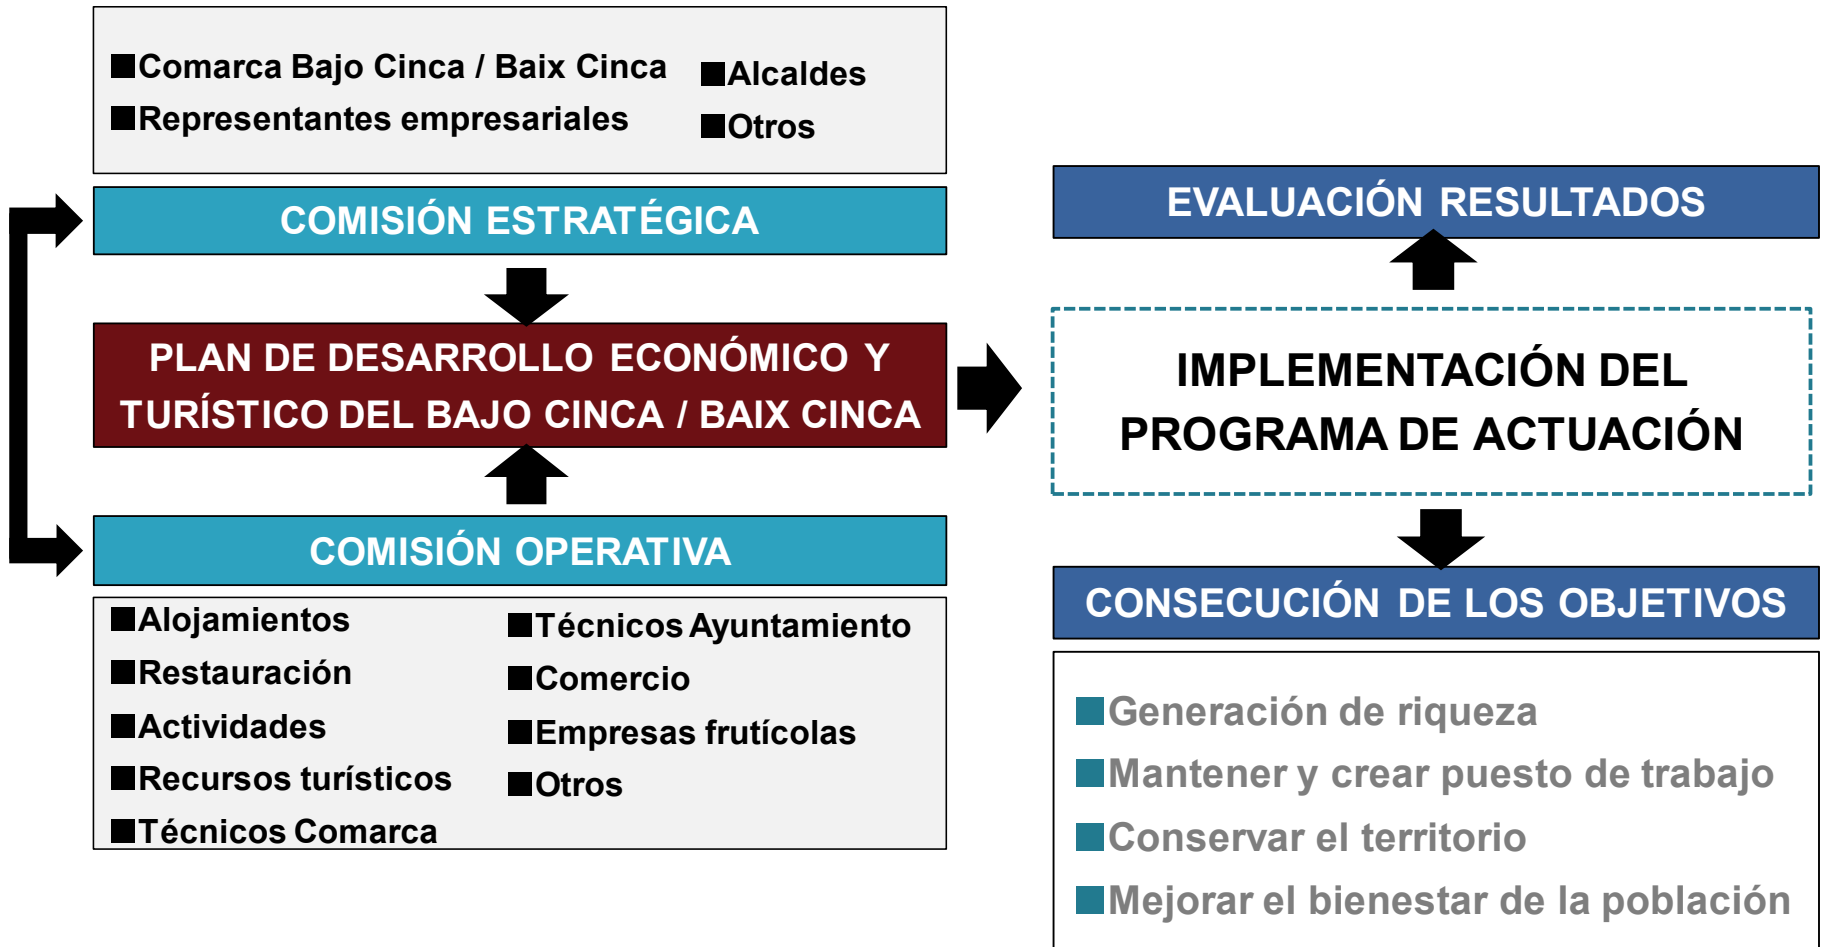 Comarca Bajo Cinca / Baix Cinca
Representantes empresariales
Alcaldes
Otros
COMISIÓN ESTRATÉGICA
PLAN DE DESARROLLO ECONÓMICO Y
TURÍSTICO DEL BAJO CINCA / BAIX CINCA
COMISIÓN OPERATIVA
Alojamientos
Restauración
Actividades
Recursos turísticos
Técnicos Comarca
Técnicos Ayuntamiento
Comercio
Empresas frutícolas
Otros
EVALUACIÓN RESULTADOS
IMPLEMENTACIÓN DEL
PROGRAMA DE ACTUACIÓN
CONSECUCIÓN DE LOS OBJETIVOS
Generación de riqueza
Mantener y crear puesto de trabajo
Conservar el territorio
Mejorar el bienestar de la población